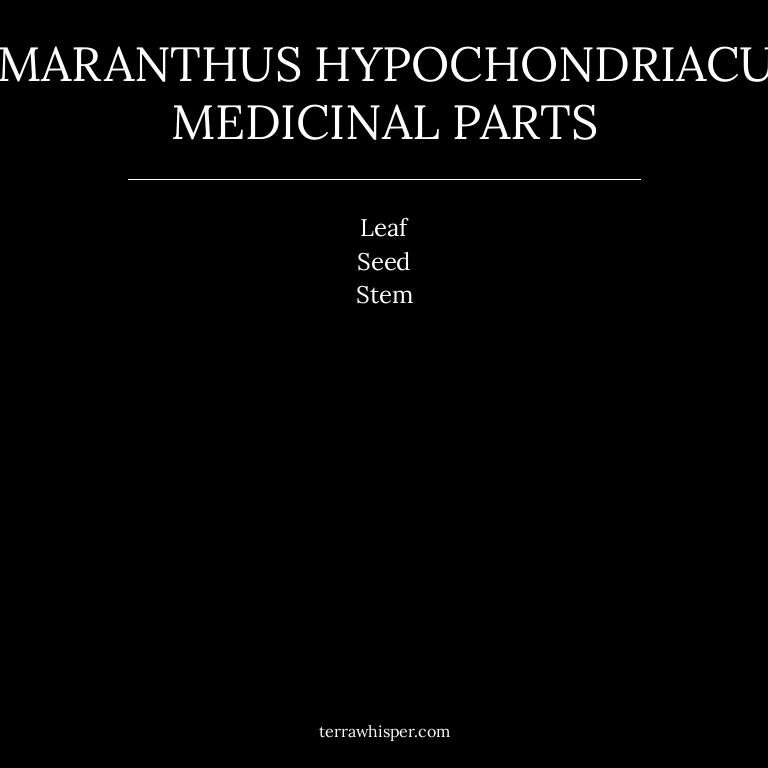 MARANTHUS HYPOCHONDRIACU
MEDICINAL PARTS
Leaf
Seed
Stem
terrawhisper.com